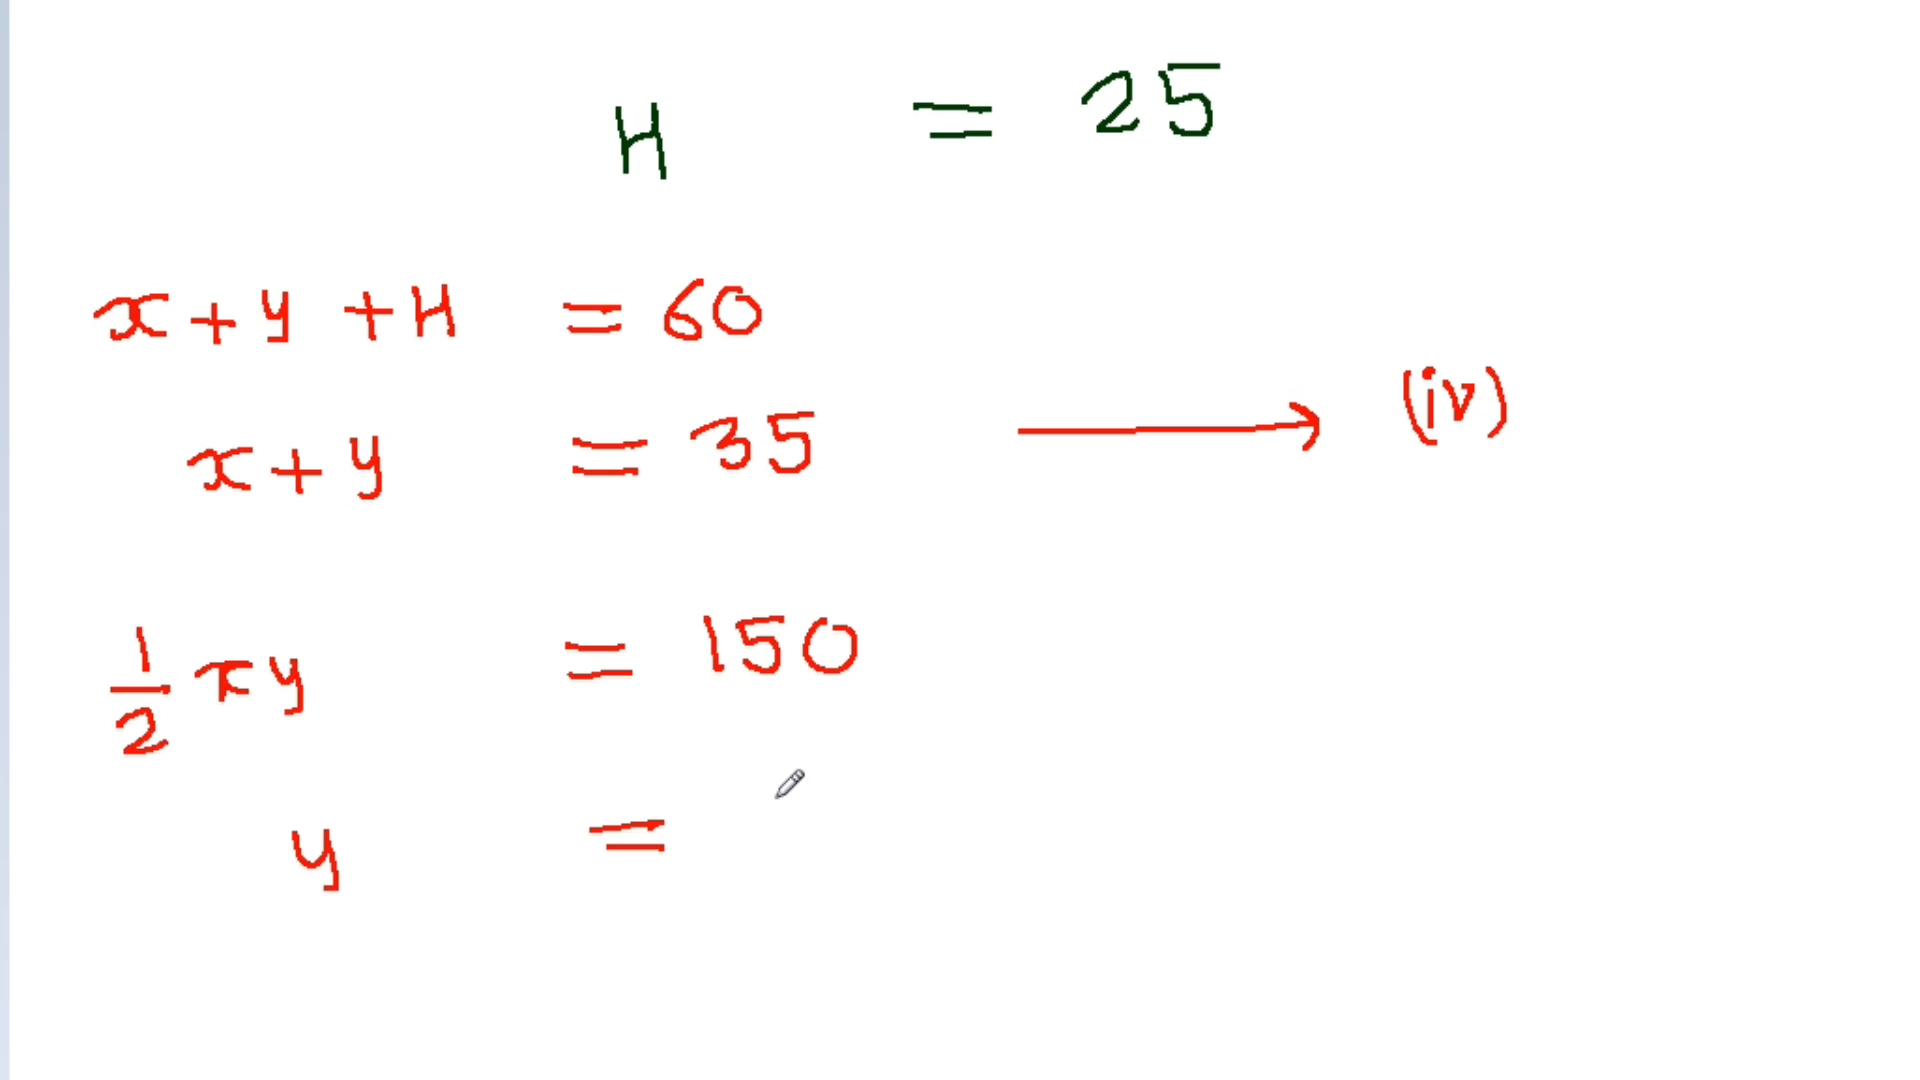 H = 25
x + y + H = 60
x + y = 35 → (iv)
1/2 xy = 150
y =